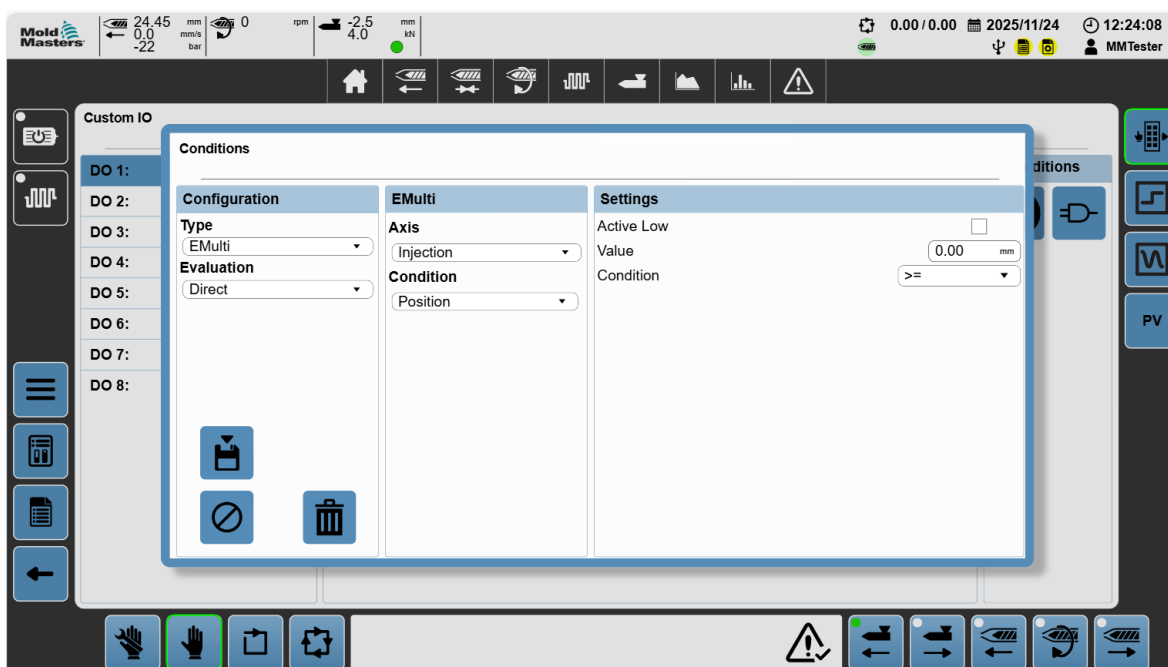 Mold
Masters
24.45 mm
0.0 mm/s
-22 bar
0 rpm
-2.5 mm
4.0 kN
0.00 / 0.00
2025/11/24
12:24:08
MMTester
Custom IO
DO 1:
DO 2:
DO 3:
DO 4:
DO 5:
DO 6:
DO 7:
DO 8:
ditions
Conditions
Configuration
Type
EMulti
Evaluation
Direct
EMulti
Axis
Injection
Condition
Position
Settings
Active Low
Value 0.00 mm
Condition >=
PV